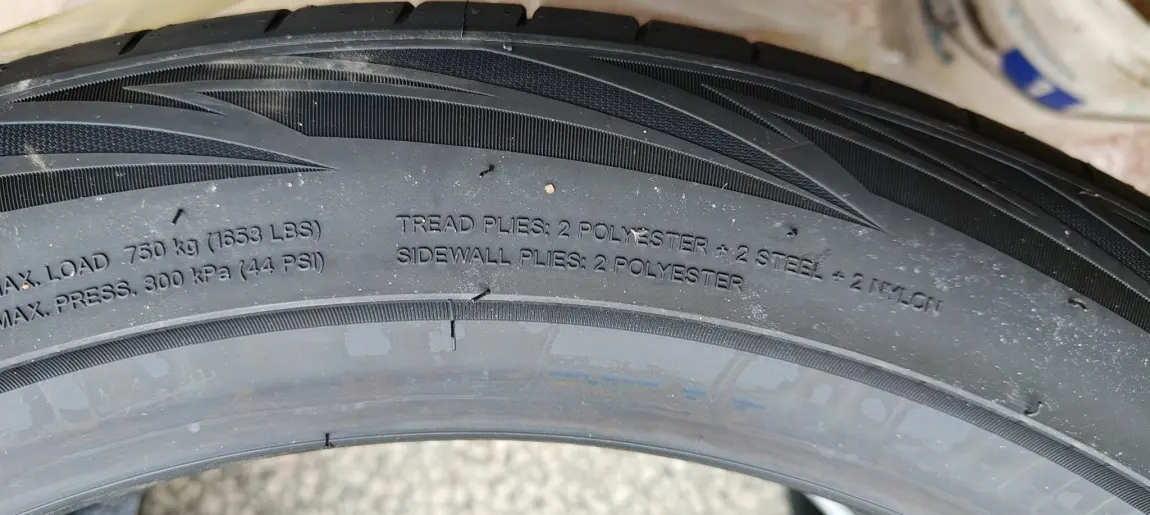 MAX. LOAD 750 kg (1653 LBS)
MAX. PRESS. 300 kPa (44 PSI)
TREAD PLIES: 2 POLYESTER + 2 STEEL + 2 NYLON
SIDEWALL PLIES: 2 POLYESTER